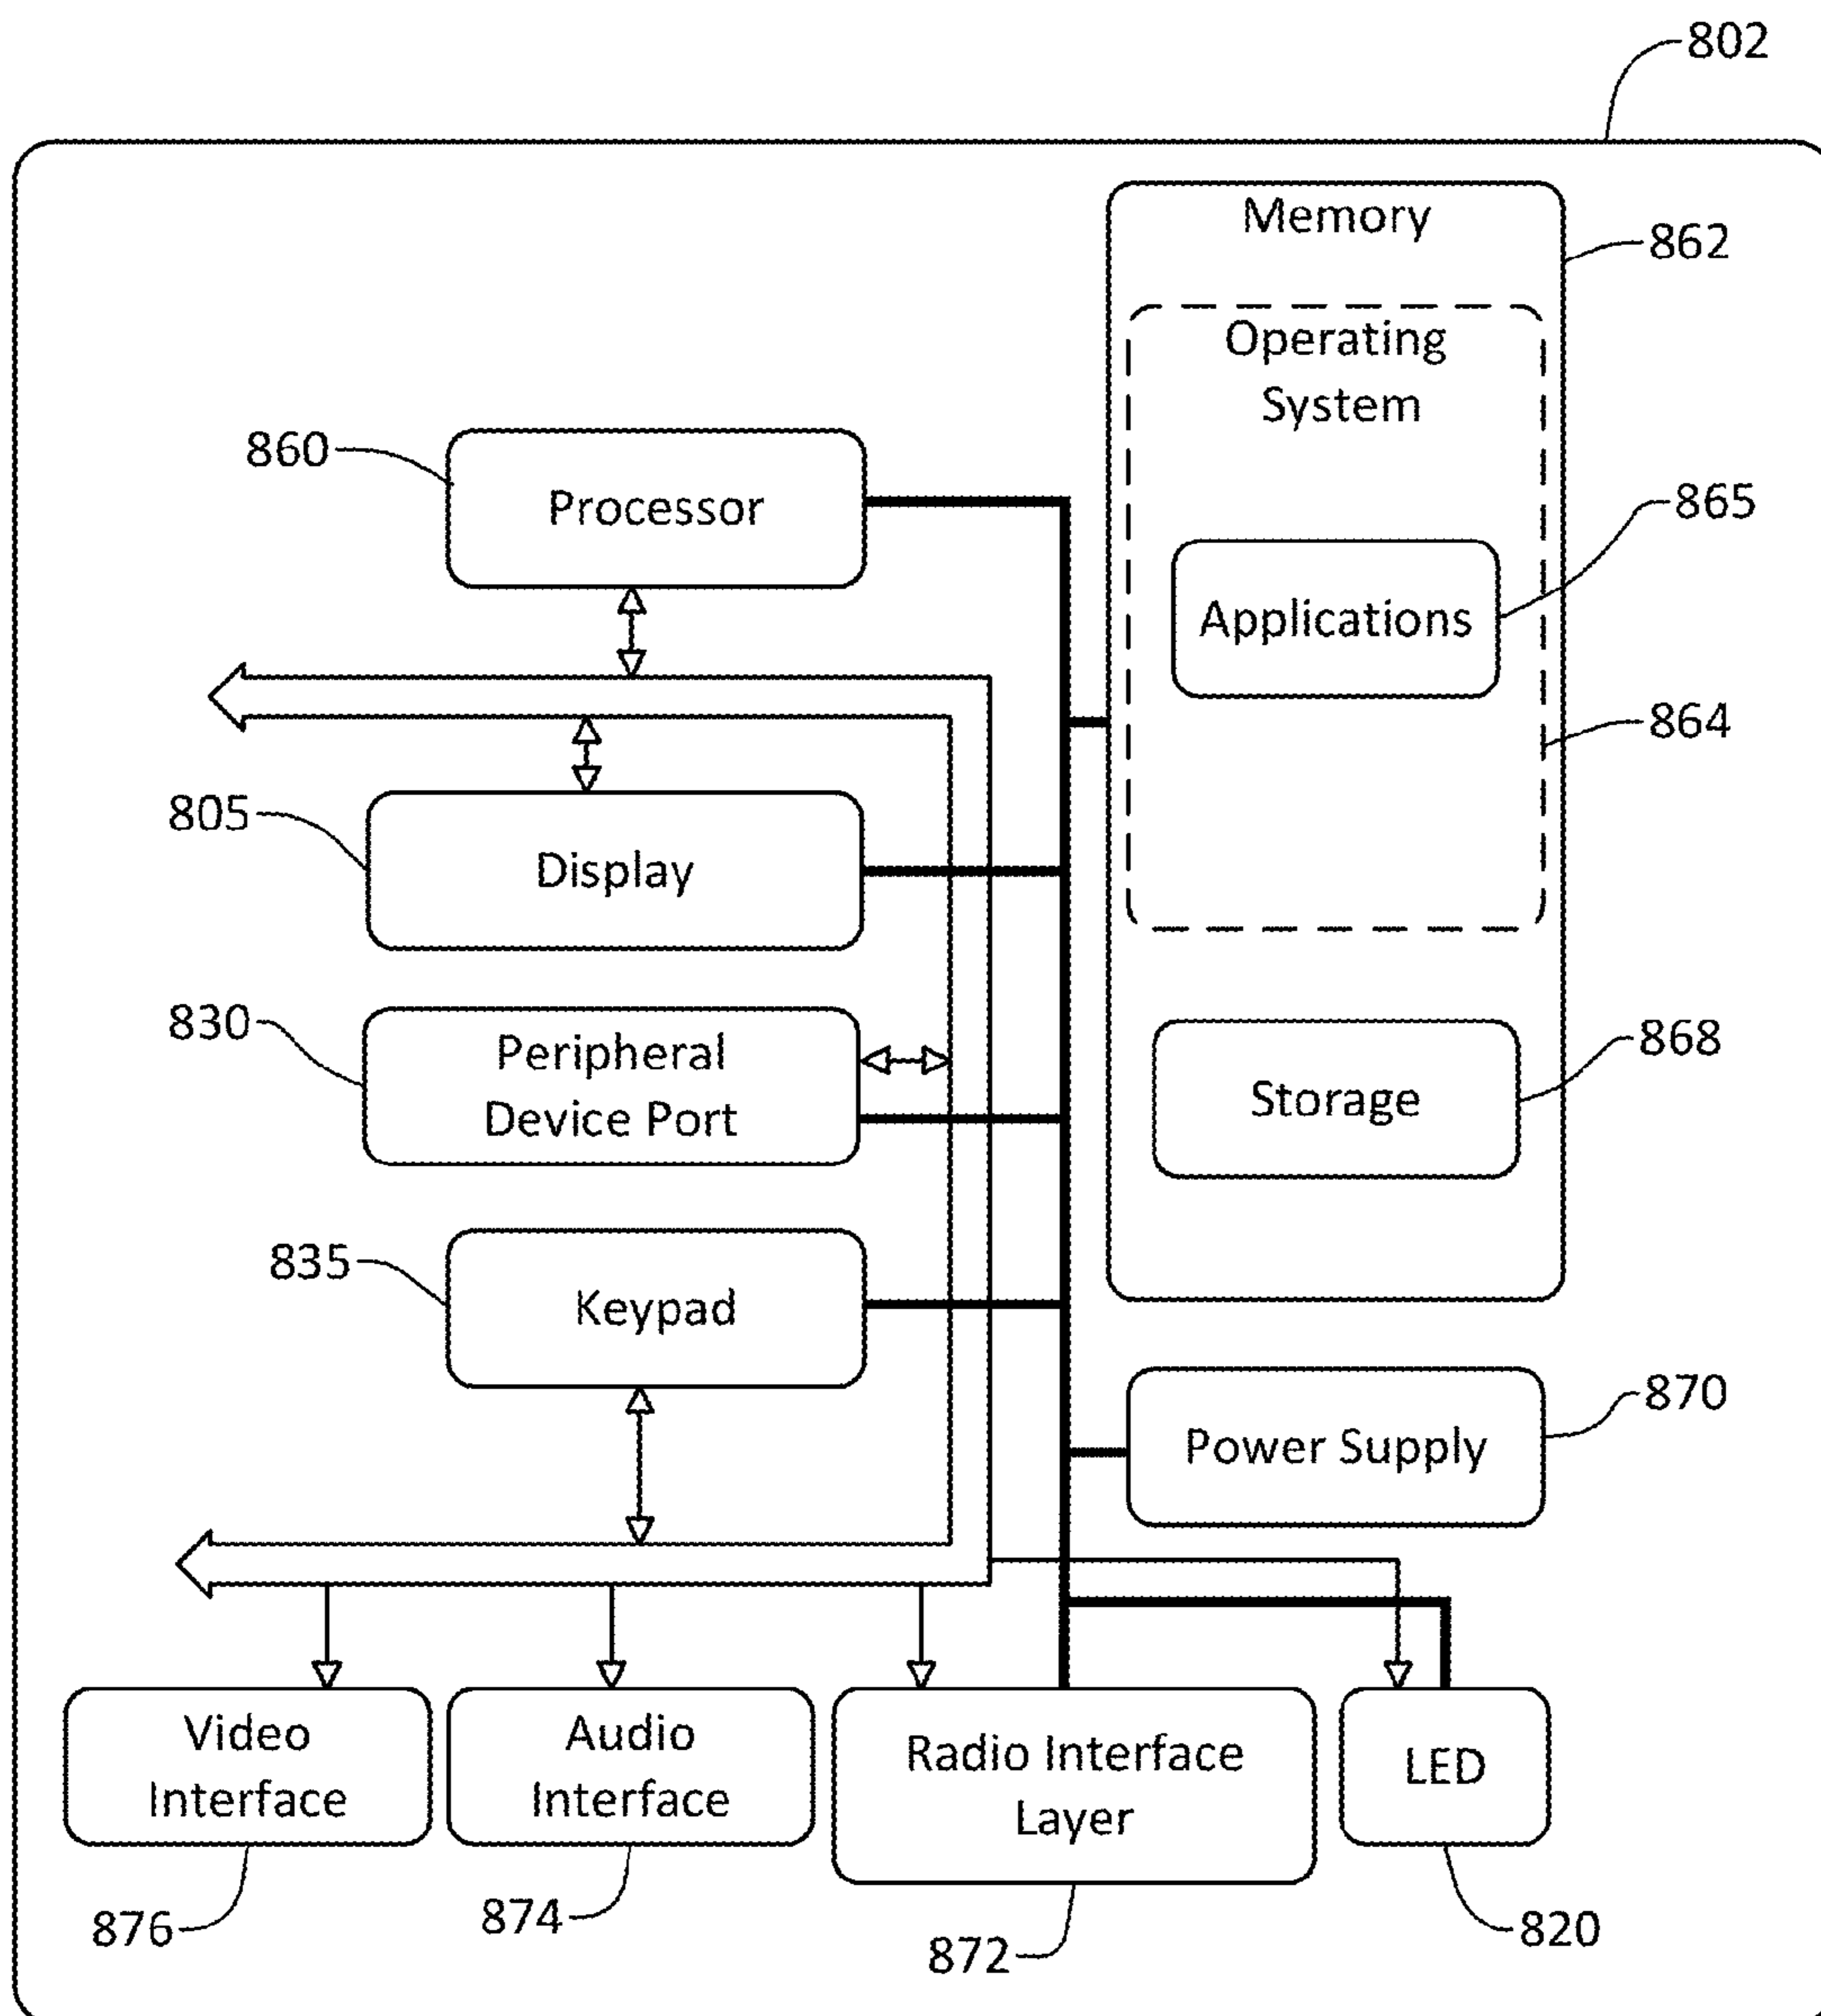 802
Memory
862
Operating
System
860
Processor
865
Applications
864
805
Display
830
Peripheral
Device Port
868
Storage
835
Keypad
870
Power Supply
Video
Interface
Audio
Interface
Radio Interface
Layer
LED
876
874
872
820